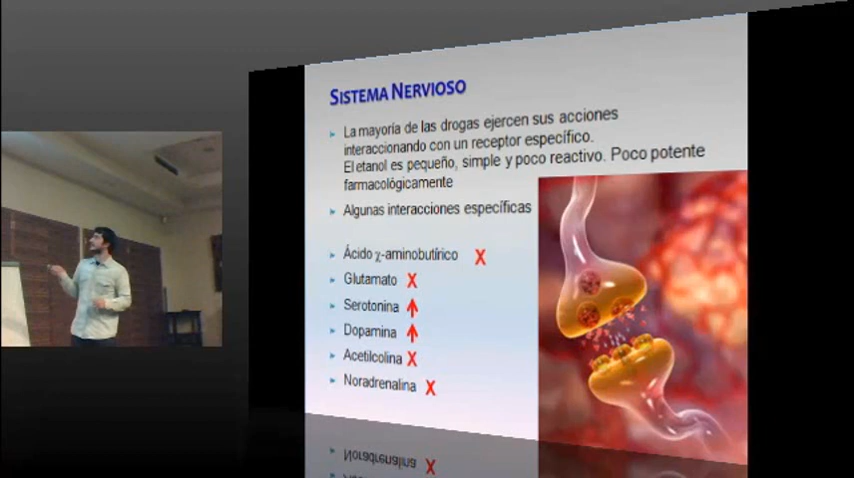 SISTEMA NERVIOSO
La mayoría de las drogas ejercen sus acciones
interaccionando con un receptor específico.
El etanol es pequeño, simple y poco reactivo. Poco potente
farmacológicamente
Algunas interacciones específicas
Ácido χ-aminobutírico X
Glutamato X
Serotonina ↑
Dopamina ↑
Acetilcolina X
Noradrenalina X